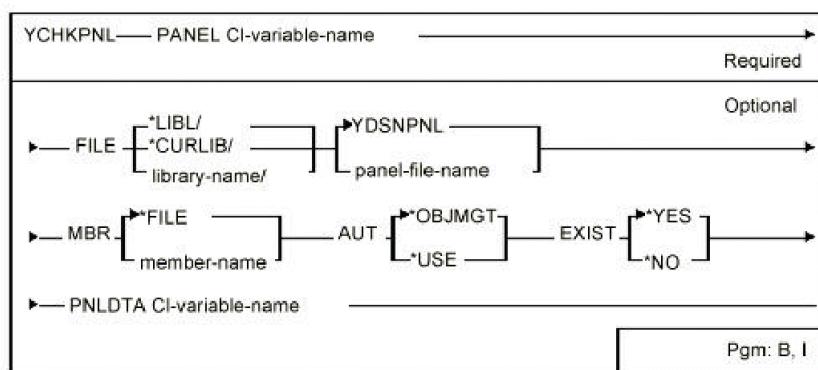 YCHKPNL PANEL Cl-variable-name
Required
Optional
*LIBL/
FILE *CURLIB/ YDSNPNL
library-name/ panel-file-name
*FILE *OBJMGT *YES
MBR AUT EXIST
member-name *USE *NO
PNLDTA Cl-variable-name
Pgm: B, I